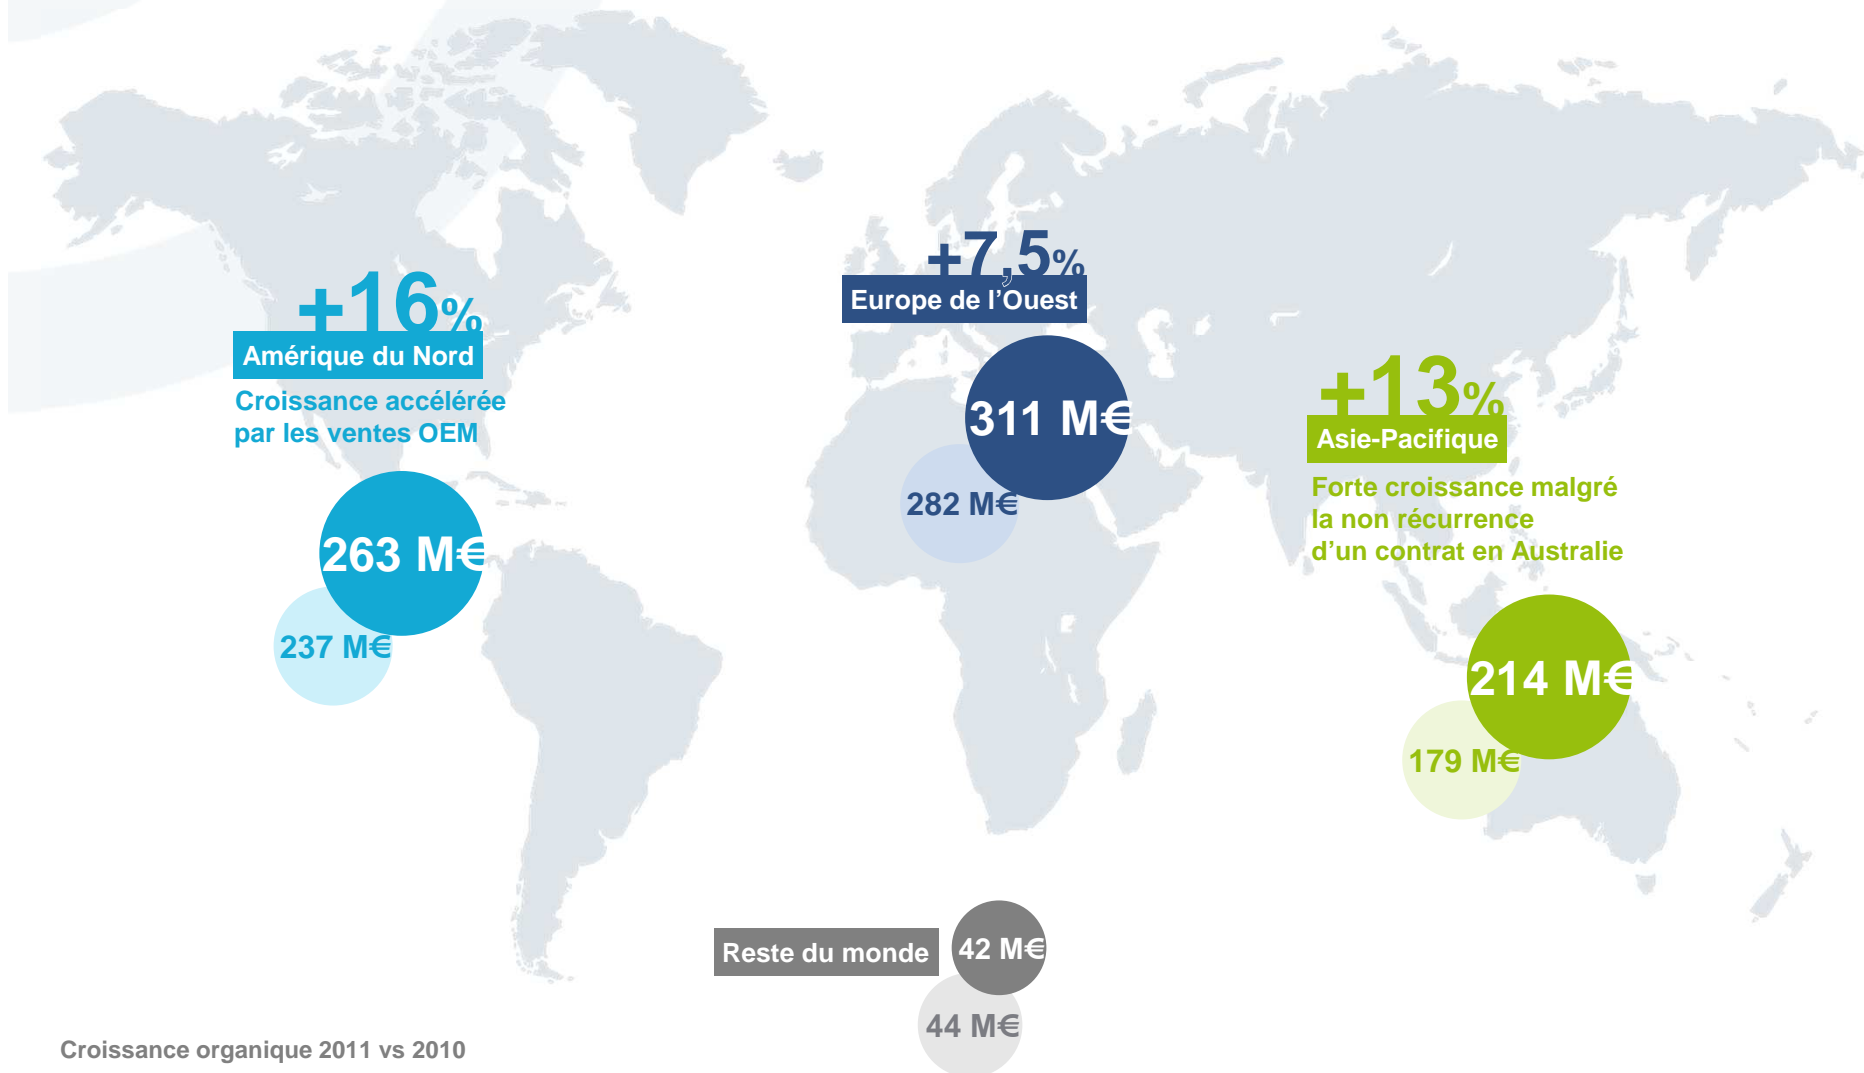 +16%
Amérique du Nord
Croissance accélérée
par les ventes OEM
263 M€
237 M€
+7,5%
Europe de l’Ouest
311 M€
282 M€
+13%
Asie-Pacifique
Forte croissance malgré
la non récurrence
d’un contrat en Australie
214 M€
179 M€
Reste du monde
42 M€
44 M€
Croissance organique 2011 vs 2010